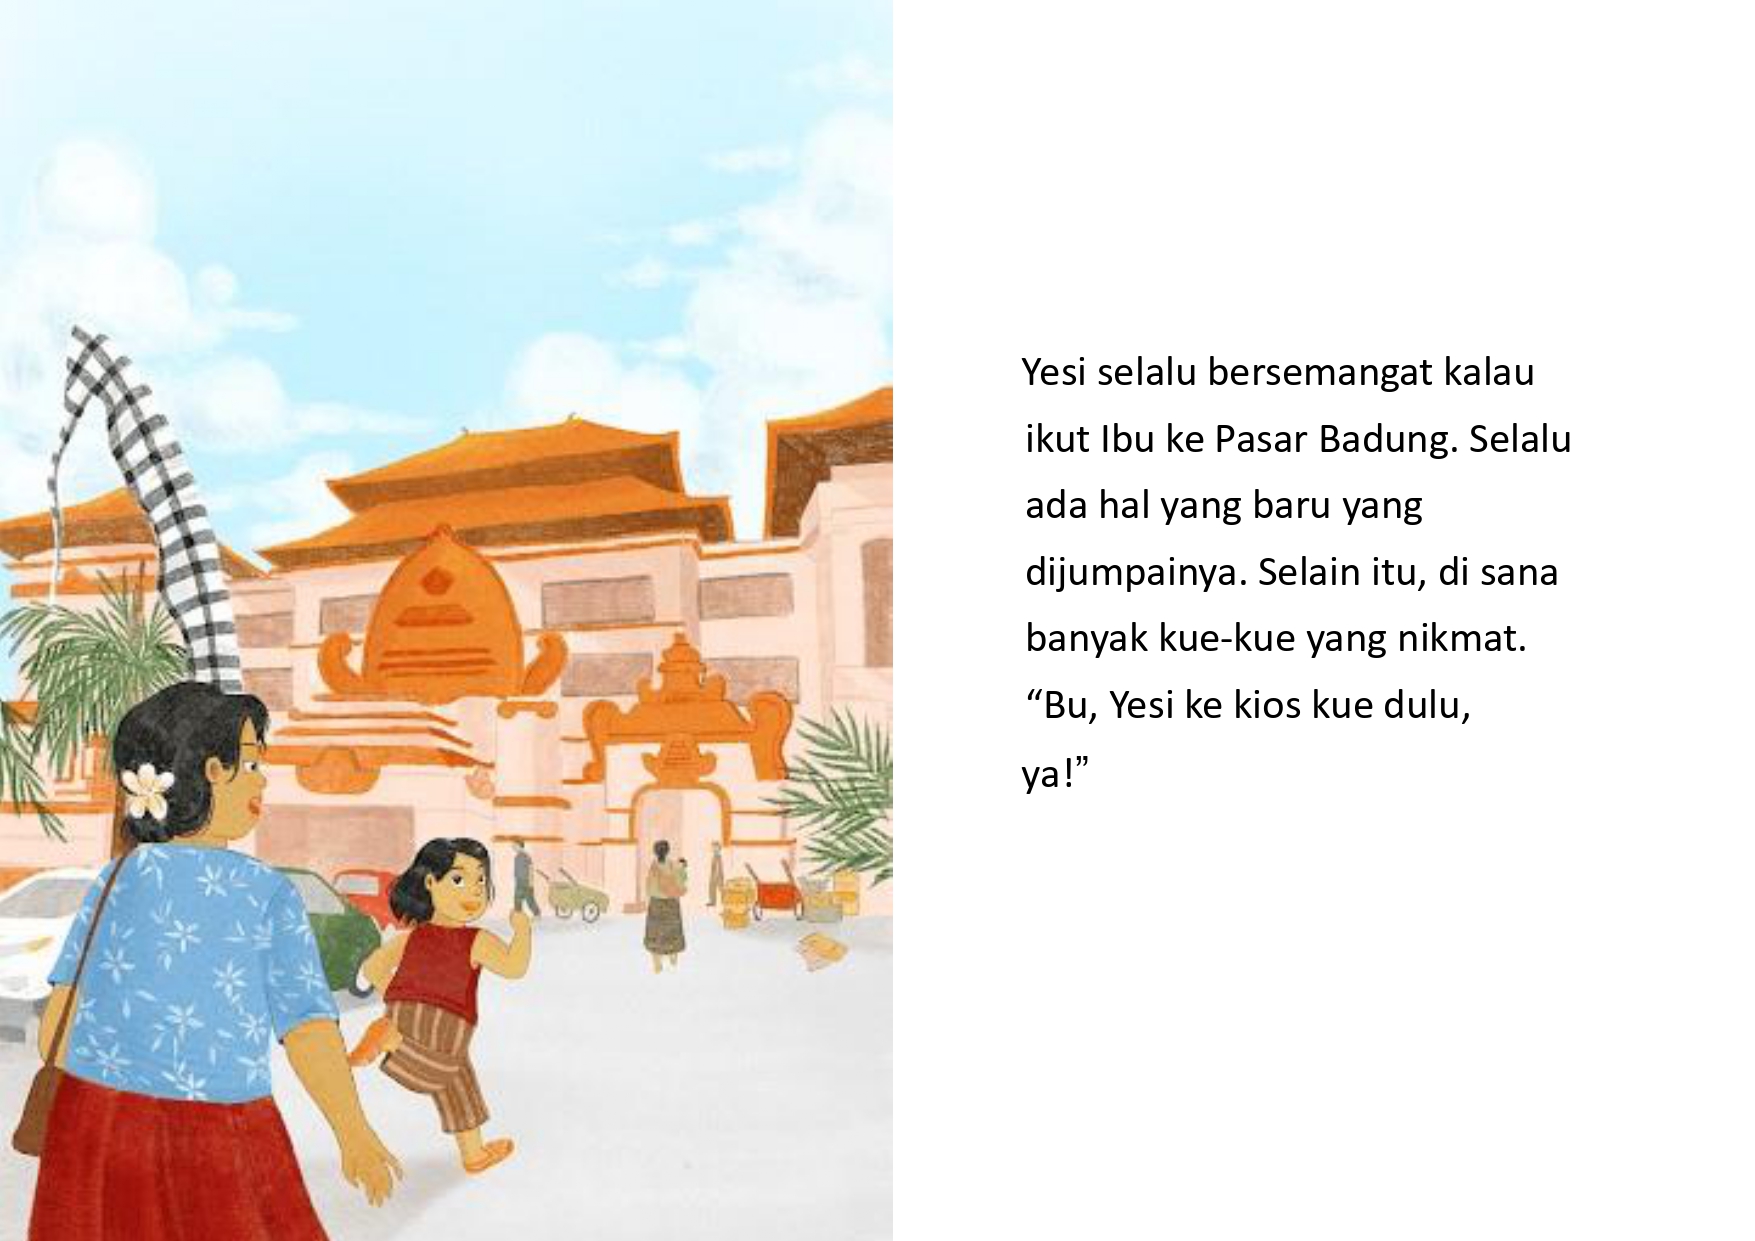 Yesi selalu bersemangat kalau
ikut Ibu ke Pasar Badung. Selalu
ada hal yang baru yang
dijumpainya. Selain itu, di sana
banyak kue-kue yang nikmat.
“Bu, Yesi ke kios kue dulu,
ya!”